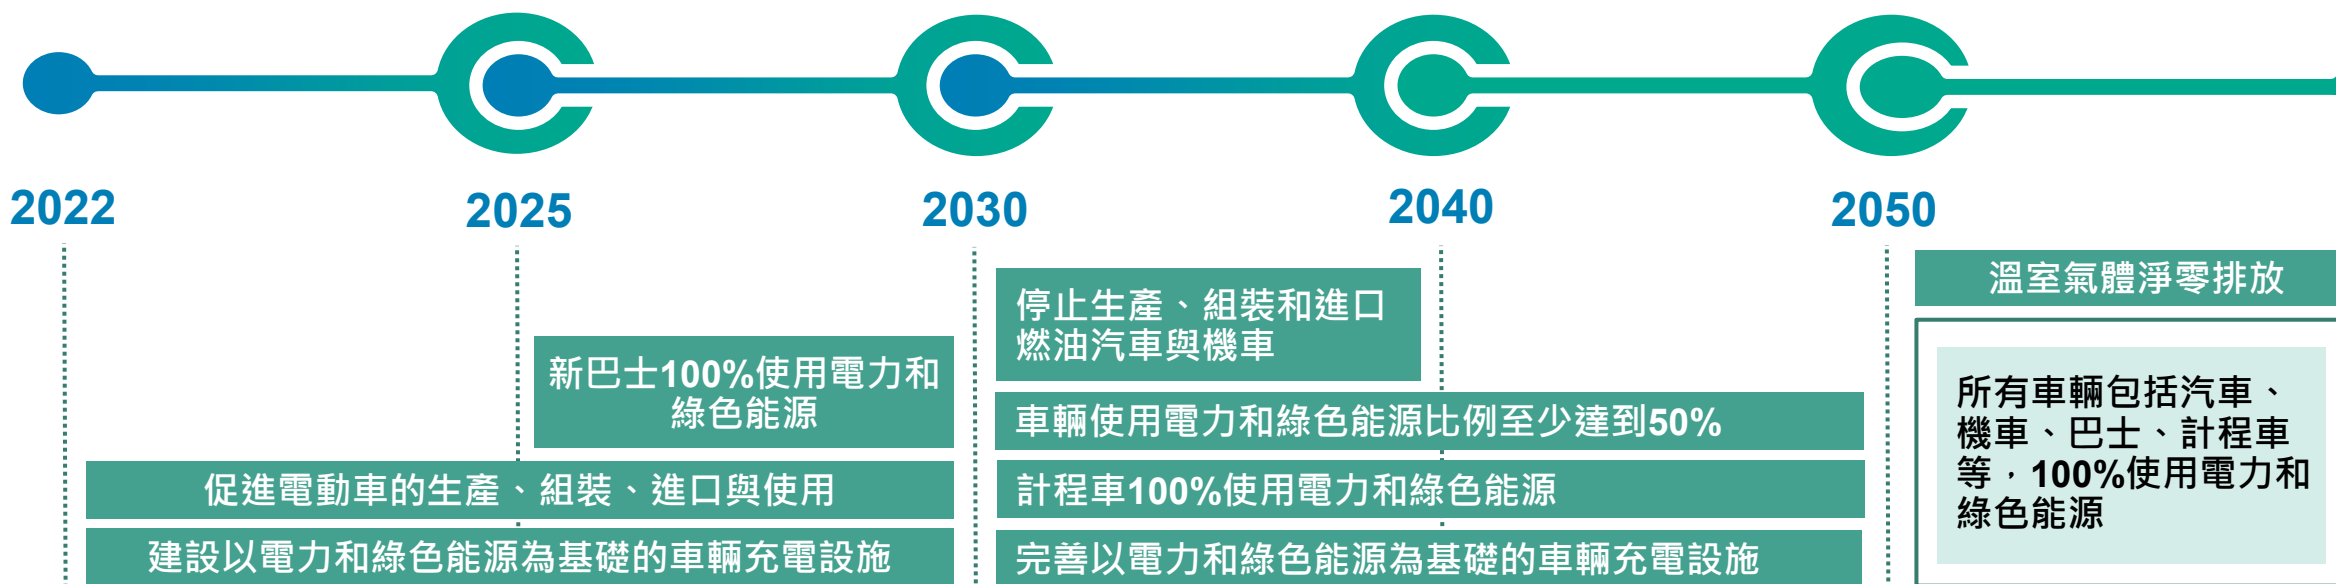 2022
2025
2030
2040
2050
新巴士100%使用電力和
綠色能源
促進電動車的生產、組裝、進口與使用
建設以電力和綠色能源為基礎的車輛充電設施
停止生產、組裝和進口
燃油汽車與機車
車輛使用電力和綠色能源比例至少達到50%
計程車100%使用電力和綠色能源
完善以電力和綠色能源為基礎的車輛充電設施
溫室氣體淨零排放
所有車輛包括汽車、
機車、巴士、計程車
等，100%使用電力和
綠色能源